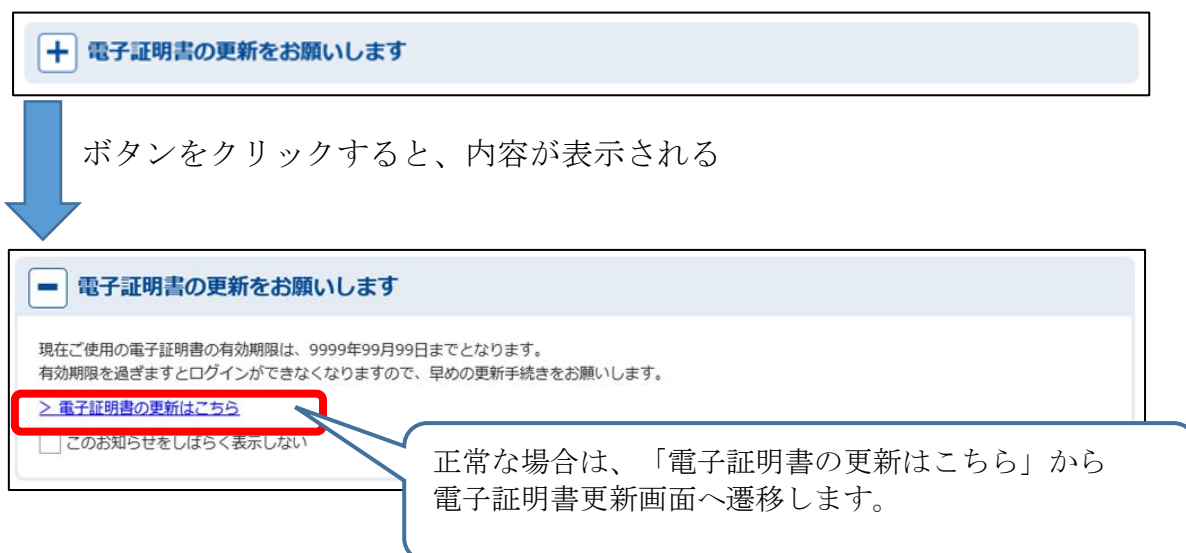 電子証明書の更新をお願いします
ボタンをクリックすると、内容が表示される
電子証明書の更新をお願いします
現在ご使用の電子証明書の有効期限は、9999年99月99日までとなります。
有効期限を過ぎますとログインができなくなりますので、早めの更新手続きをお願いします。
> 電子証明書の更新はこちら
このお知らせをしばらく表示しない
正常な場合は、「電子証明書の更新はこちら」から
電子証明書更新画面へ遷移します。